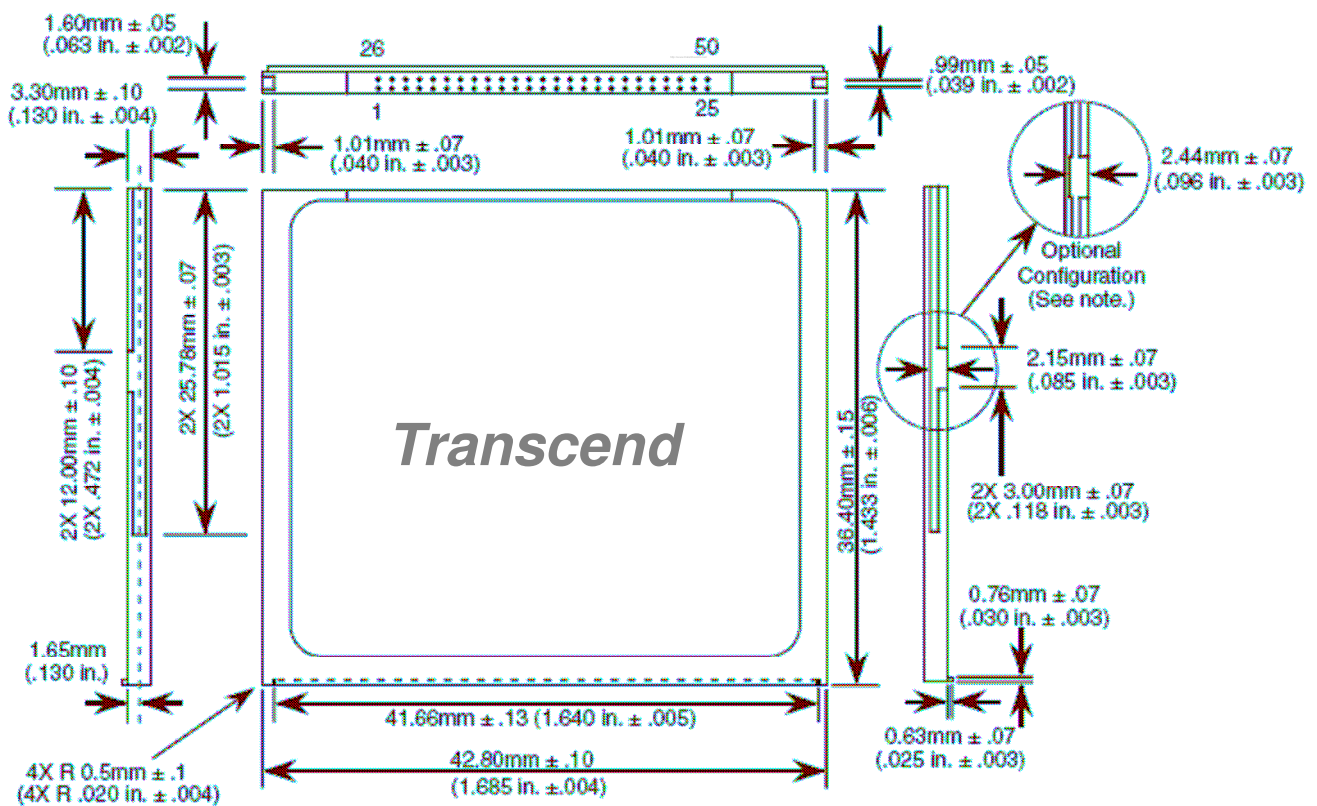 1.60mm ± .05
(.063 in. ± .002)
26
50
.99mm ± .05
(.039 in. ± .002)
3.30mm ± .10
(.130 in. ± .004)
1
25
1.01mm ± .07
(.040 in. ± .003)
1.01mm ± .07
(.040 in. ± .003)
2.44mm ± .07
(.096 in. ± .003)
Optional
Configuration
(See note.)
2X 12.00mm ± .10
(2X .472 in. ± .004)
2X 25.78mm ± .07
(2X 1.015 in. ± .003)
Transcend
36.40mm ± .15
(1.433 in. ± .006)
2.15mm ± .07
(.085 in. ± .003)
2X 3.00mm ± .07
(2X .118 in. ± .003)
0.76mm ± .07
(.030 in. ± .003)
1.65mm
(.130 in.)
41.66mm ± .13 (1.640 in. ± .005)
0.63mm ± .07
(.025 in. ± .003)
42.80mm ± .10
(1.685 in. ±.004)
4X R 0.5mm ± .1
(4X R .020 in. ± .004)